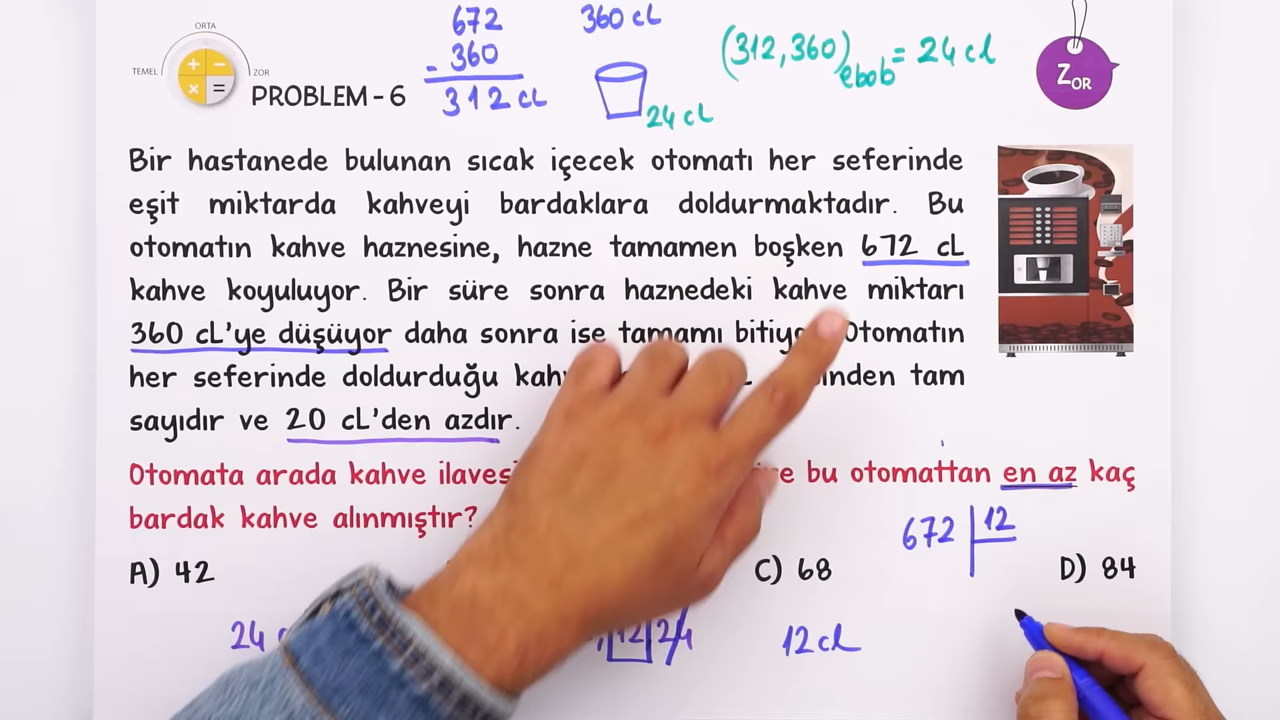 ORTA
TEMEL
ZOR
PROBLEM - 6
672
- 360
312 cL
360 cL
24 cL
(312, 360) ebob = 24 cl
ZOR
Bir hastanede bulunan sıcak içecek otomatı her seferinde
eşit miktarda kahveyi bardaklara doldurmaktadır. Bu
otomatın kahve haznesine, hazne tamamen boşken 672 cL
kahve koyuluyor. Bir süre sonra haznedeki kahve miktarı
360 cL'ye düşüyor daha sonra ise tamamı bitiyor. Otomatın
her seferinde doldurduğu
tam
sayıdır ve 20 cL'den azdır.
Otomata arada kahve
bu otomattan en az kaç
bardak kahve alınmıştır?
672 | 12
A) 42
C) 68
D) 84
24
12 24
12 cl